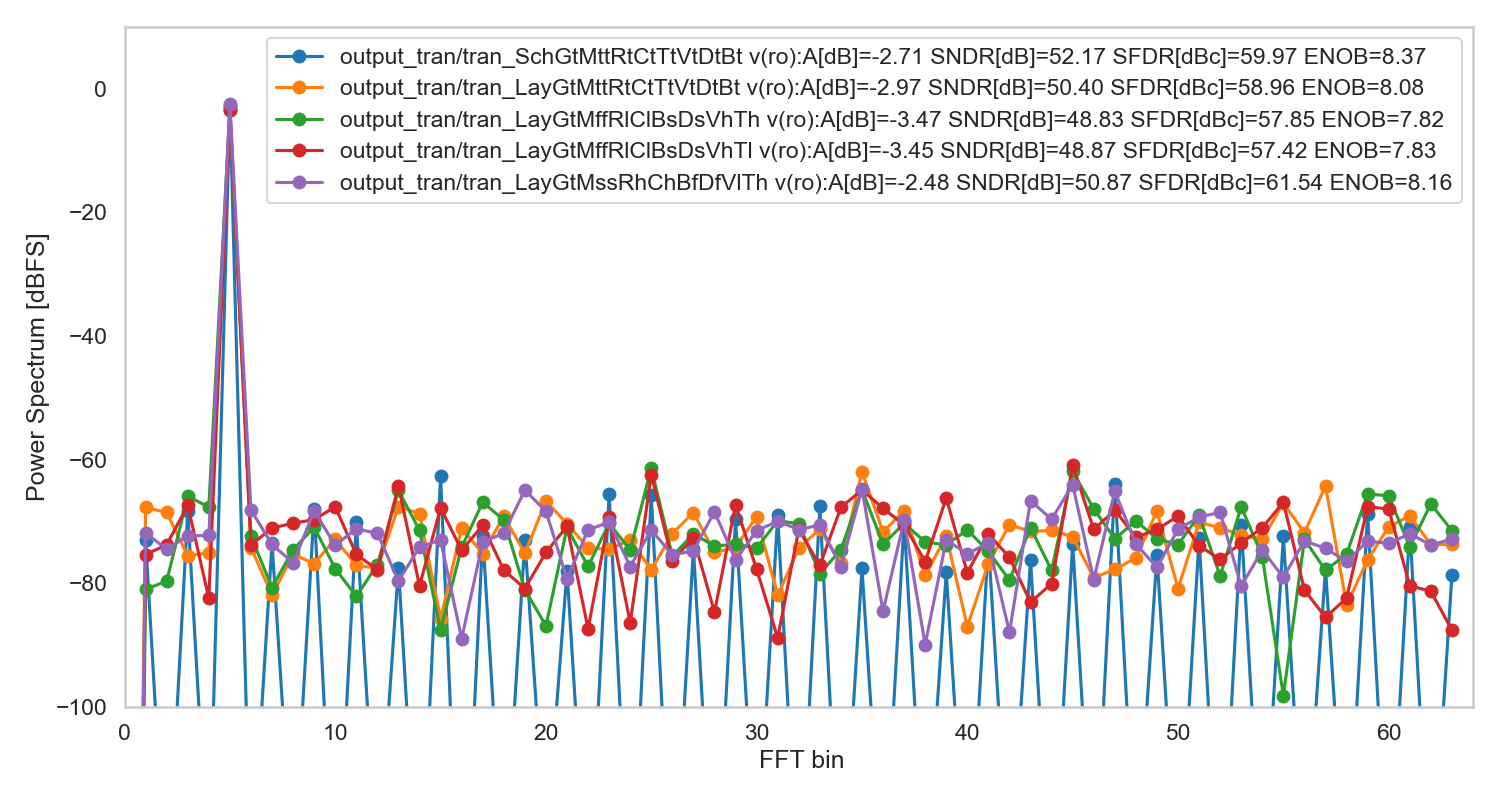 output_tran/tran_SchGtMttRtCtTtVtDtBt v(ro):A[dB]=-2.71 SNDR[dB]=52.17 SFDR[dBc]=59.97 ENOB=8.37
output_tran/tran_LayGtMttRtCtTtVtDtBt v(ro):A[dB]=-2.97 SNDR[dB]=50.40 SFDR[dBc]=58.96 ENOB=8.08
output_tran/tran_LayGtMffRlClBsDsVhTh v(ro):A[dB]=-3.47 SNDR[dB]=48.83 SFDR[dBc]=57.85 ENOB=7.82
output_tran/tran_LayGtMffRlClBsDsVhTl v(ro):A[dB]=-3.45 SNDR[dB]=48.87 SFDR[dBc]=57.42 ENOB=7.83
output_tran/tran_LayGtMssRhChBfDfVlTh v(ro):A[dB]=-2.48 SNDR[dB]=50.87 SFDR[dBc]=61.54 ENOB=8.16
Power Spectrum [dBFS]
0
−20
−40
−60
−80
−100
0 10 20 30 40 50 60
FFT bin